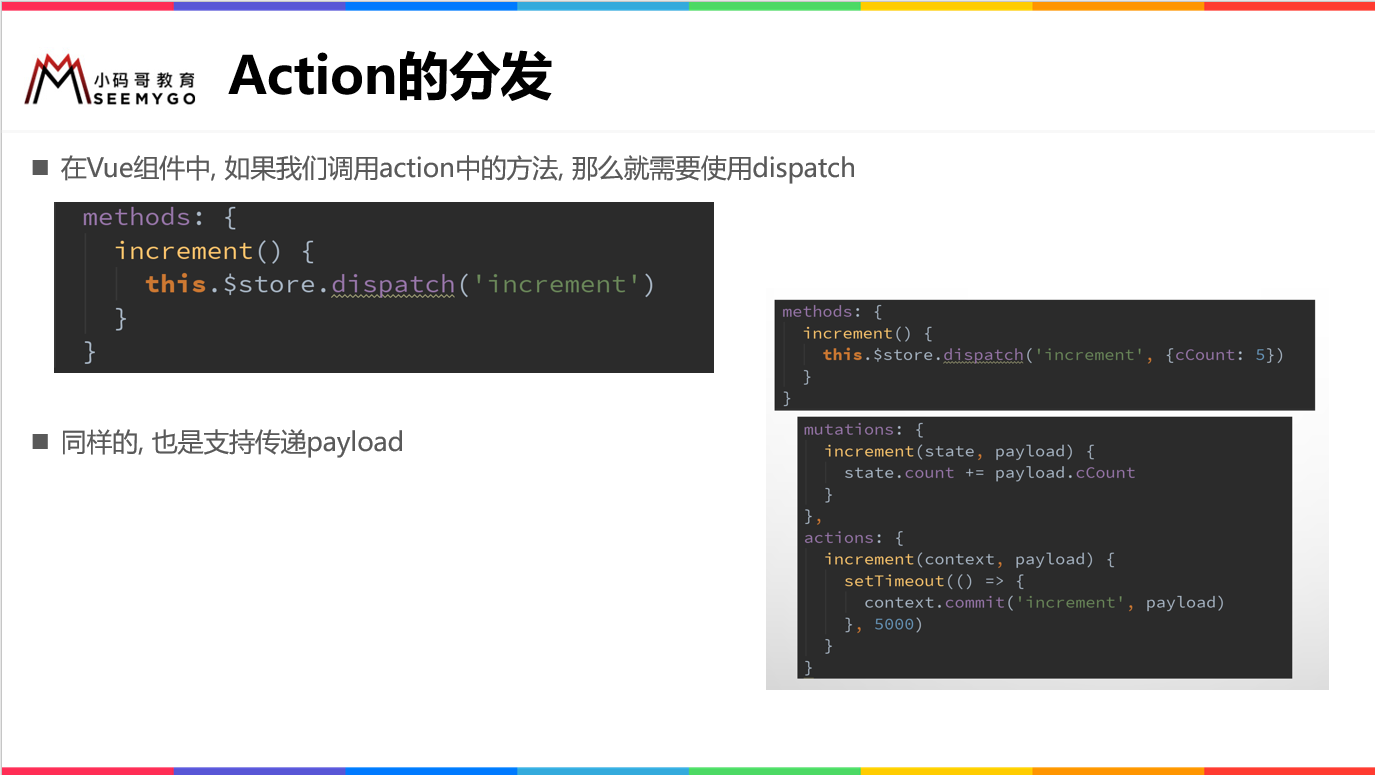 小码哥教育
SEEMYGO
Action的分发
在Vue组件中, 如果我们调用action中的方法, 那么就需要使用dispatch
methods: {
  increment() {
    this.$store.dispatch('increment')
  }
}
同样的, 也是支持传递payload
methods: {
  increment() {
    this.$store.dispatch('increment', {cCount: 5})
  }
}
mutations: {
  increment(state, payload) {
    state.count += payload.cCount
  }
},
actions: {
  increment(context, payload) {
    setTimeout(() => {
      context.commit('increment', payload)
    }, 5000)
  }
}